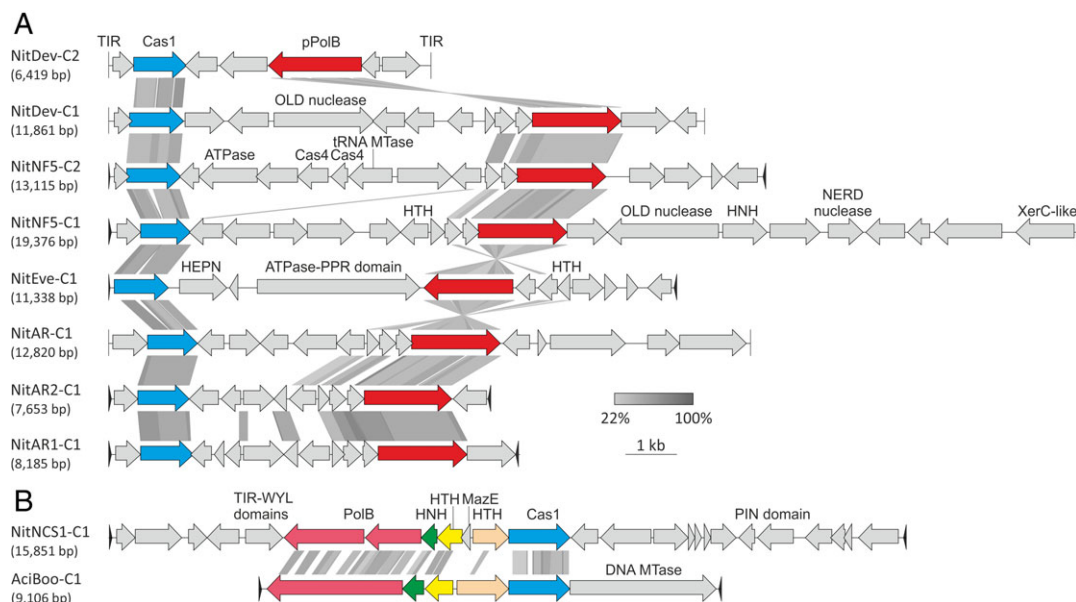 A
TIR Cas1 pPolB TIR
NitDev-C2
(6,419 bp)
OLD nuclease
NitDev-C1
(11,861 bp)
tRNA MTase
ATPase Cas4 Cas4
NitNF5-C2
(13,115 bp)
NERD
HTH OLD nuclease HNH nuclease XerC-like
NitNF5-C1
(19,376 bp)
HEPN ATPase-PPR domain HTH
NitEve-C1
(11,338 bp)
NitAR-C1
(12,820 bp)
NitAR2-C1
(7,653 bp)
22% 100%
1 kb
NitAR1-C1
(8,185 bp)
B
TIR-WYL HTH MazE
domains PolB HNH HTH Cas1 PIN domain
NitNCS1-C1
(15,851 bp)
DNA MTase
AciBoo-C1
(9,106 bp)